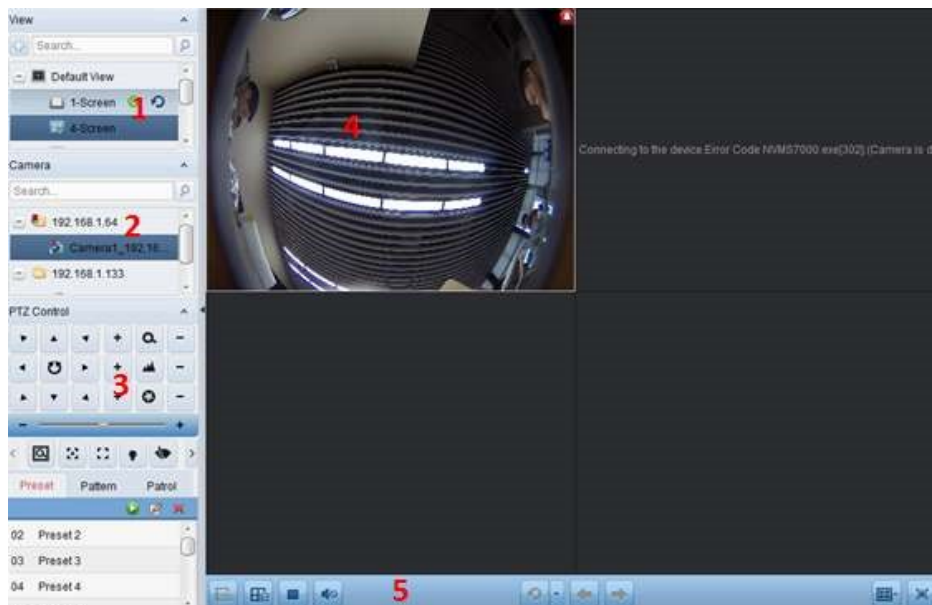 View
Search...
Default View
1-Screen
1
4-Screen
Camera
Search...
192.168.1.64
2
Camera1_192.16...
192.168.1.133
PTZ Control
3
Preset
Pattern
Patrol
02 Preset 2
03 Preset 3
04 Preset 4
4
Connecting to the device Error Code NVMS7000.exe[302] (Camera is d
5